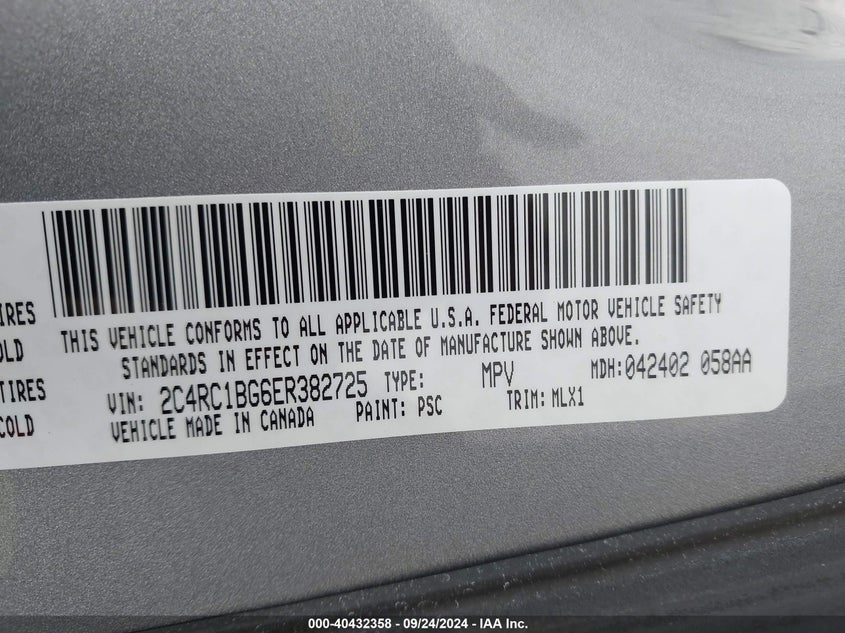 IRES
OLD
TIRES
COLD
THIS VEHICLE CONFORMS TO ALL APPLICABLE U.S.A. FEDERAL MOTOR VEHICLE SAFETY
STANDARDS IN EFFECT ON THE DATE OF MANUFACTURE SHOWN ABOVE.
VIN: 2C4RC1BG6ER382725 TYPE: MPV MDH:042402 058AA
VEHICLE MADE IN CANADA PAINT: PSC TRIM:MLX1
000-40432358 - 09/24/2024 - IAA Inc.